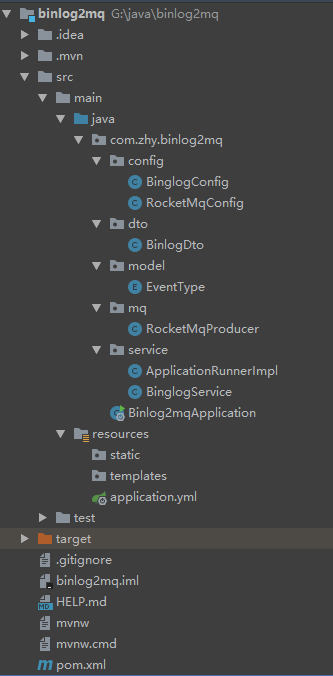 binlog2mq G:\java\binlog2mq
.idea
.mvn
src
main
java
com.zhy.binlog2mq
config
BinglogConfig
RocketMqConfig
dto
BinlogDto
model
EventType
mq
RocketMqProducer
service
ApplicationRunnerImpl
BinglogService
Binlog2mqApplication
resources
static
templates
application.yml
test
target
.gitignore
binlog2mq.iml
HELP.md
mvnw
mvnw.cmd
pom.xml